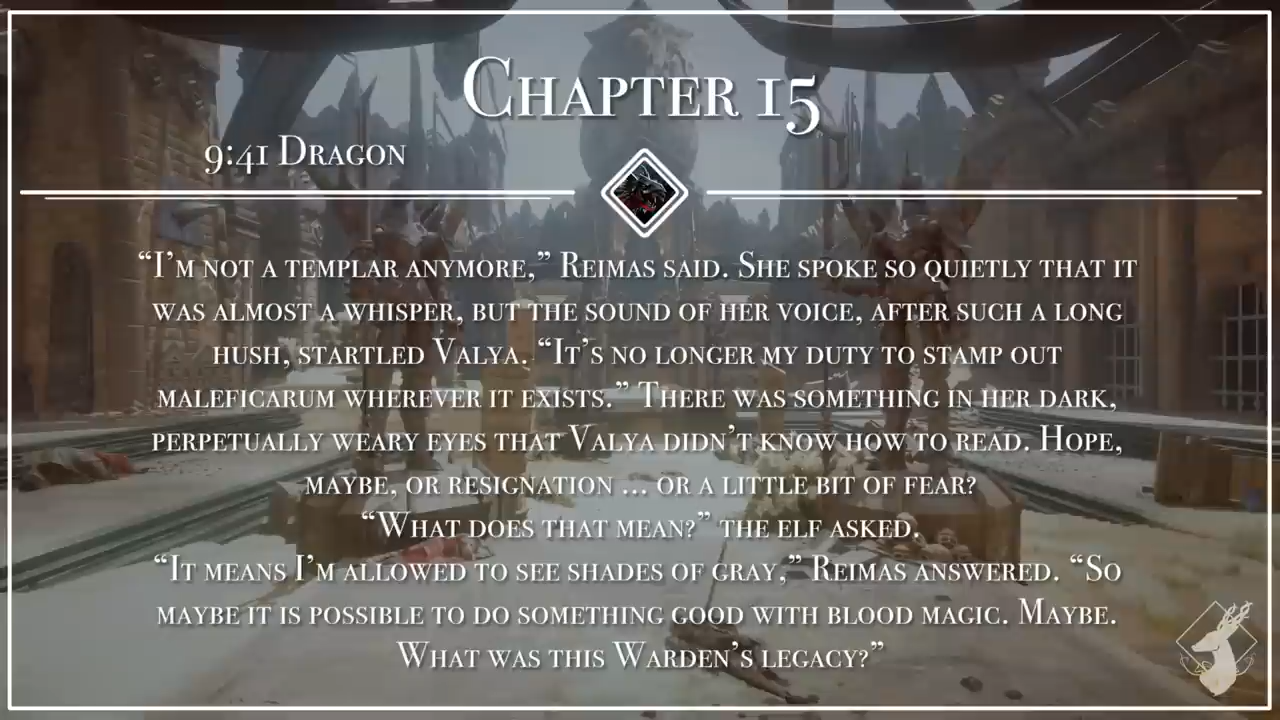 Chapter 15
9:41 Dragon
“I’m not a templar anymore,” Reimas said. She spoke so quietly that it
was almost a whisper, but the sound of her voice, after such a long
hush, startled Valya. “It’s no longer my duty to stamp out
maleficarum wherever it exists.” There was something in her dark,
perpetually weary eyes that Valya didn’t know how to read. Hope,
maybe, or resignation ... or a little bit of fear?
“What does that mean?” the elf asked.
“It means I’m allowed to see shades of gray,” Reimas answered. “So
maybe it is possible to do something good with blood magic. Maybe.
What was this Warden’s legacy?”